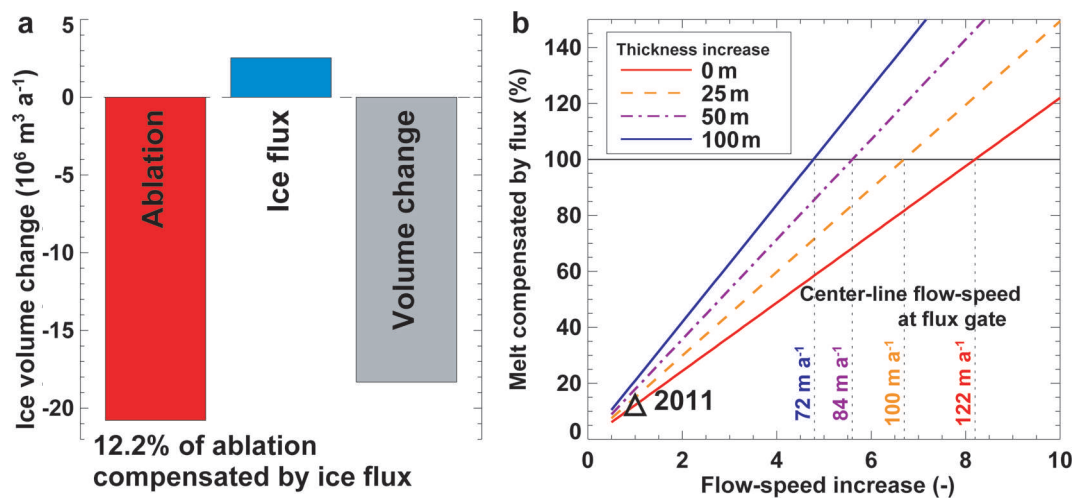 a
Ice volume change (10⁶ m³ a⁻¹)
5
0
-5
-10
-15
-20
Ablation
Ice flux
Volume change
12.2% of ablation
compensated by ice flux
b
Melt compensated by flux (%)
140
120
100
80
60
40
20
0
Thickness increase
0 m
25 m
50 m
100 m
Center-line flow-speed
at flux gate
72 m a⁻¹
84 m a⁻¹
100 m a⁻¹
122 m a⁻¹
2011
0 2 4 6 8 10
Flow-speed increase (-)